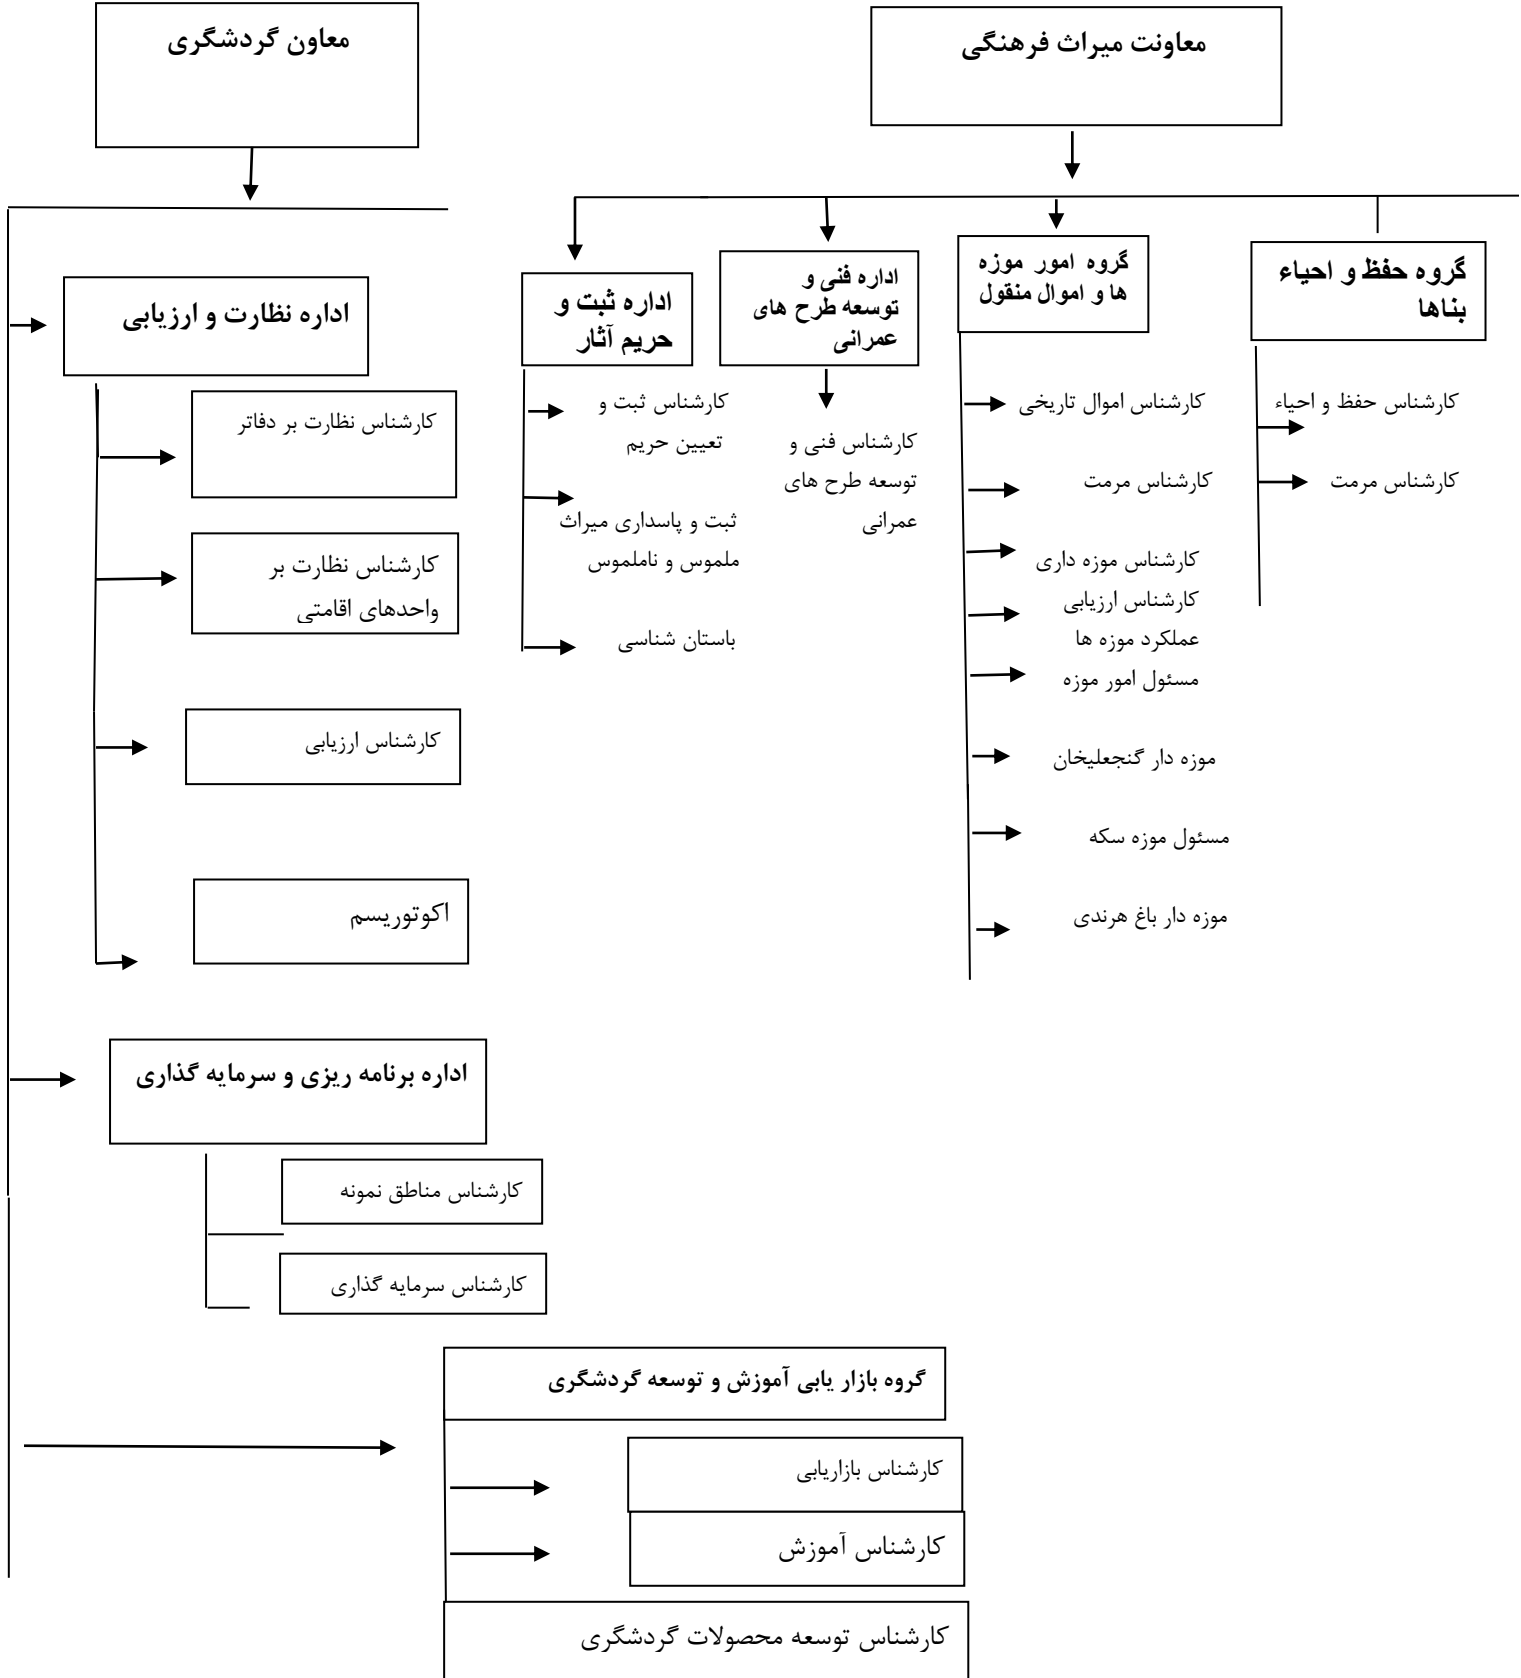 معاونت میراث فرهنگی
معاون گردشگری
گروه حفظ و احیاء
بناها
کارشناس حفظ و احیاء
کارشناس مرمت
گروه امور موزه
ها و اموال منقول
کارشناس اموال تاریخی
کارشناس مرمت
کارشناس موزه داری
کارشناس ارزیابی
عملکرد موزه ها
مسئول امور موزه
موزه دار گنجعلیخان
مسئول موزه سکه
موزه دار باغ هرندی
اداره فنی و
توسعه طرح های
عمرانی
کارشناس فنی و
توسعه طرح های
عمرانی
اداره ثبت و
حریم آثار
کارشناس ثبت و
تعیین حریم
ثبت و پاسداری میراث
ملموس و ناملموس
باستان شناسی
اداره نظارت و ارزیابی
کارشناس نظارت بر دفاتر
کارشناس نظارت بر
واحدهای اقامتی
کارشناس ارزیابی
اکوتوریسم
اداره برنامه ریزی و سرمایه گذاری
کارشناس مناطق نمونه
کارشناس سرمایه گذاری
گروه بازار یابی آموزش و توسعه گردشگری
کارشناس بازاریابی
کارشناس آموزش
کارشناس توسعه محصولات گردشگری